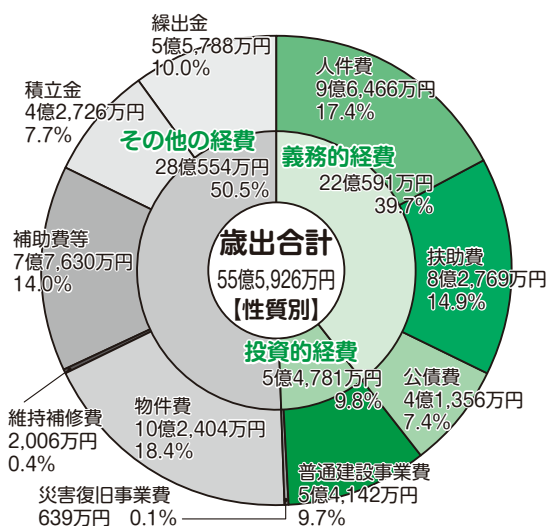 歳出合計
55億5,926万円
【性質別】
義務的経費
22億591万円
39.7%
人件費
9億6,466万円
17.4%
扶助費
8億2,769万円
14.9%
公債費
4億1,356万円
7.4%
投資的経費
5億4,781万円
9.8%
普通建設事業費
5億4,142万円
9.7%
災害復旧事業費
639万円 0.1%
その他の経費
28億554万円
50.5%
物件費
10億2,404万円
18.4%
維持補修費
2,006万円
0.4%
補助費等
7億7,630万円
14.0%
積立金
4億2,726万円
7.7%
繰出金
5億5,788万円
10.0%